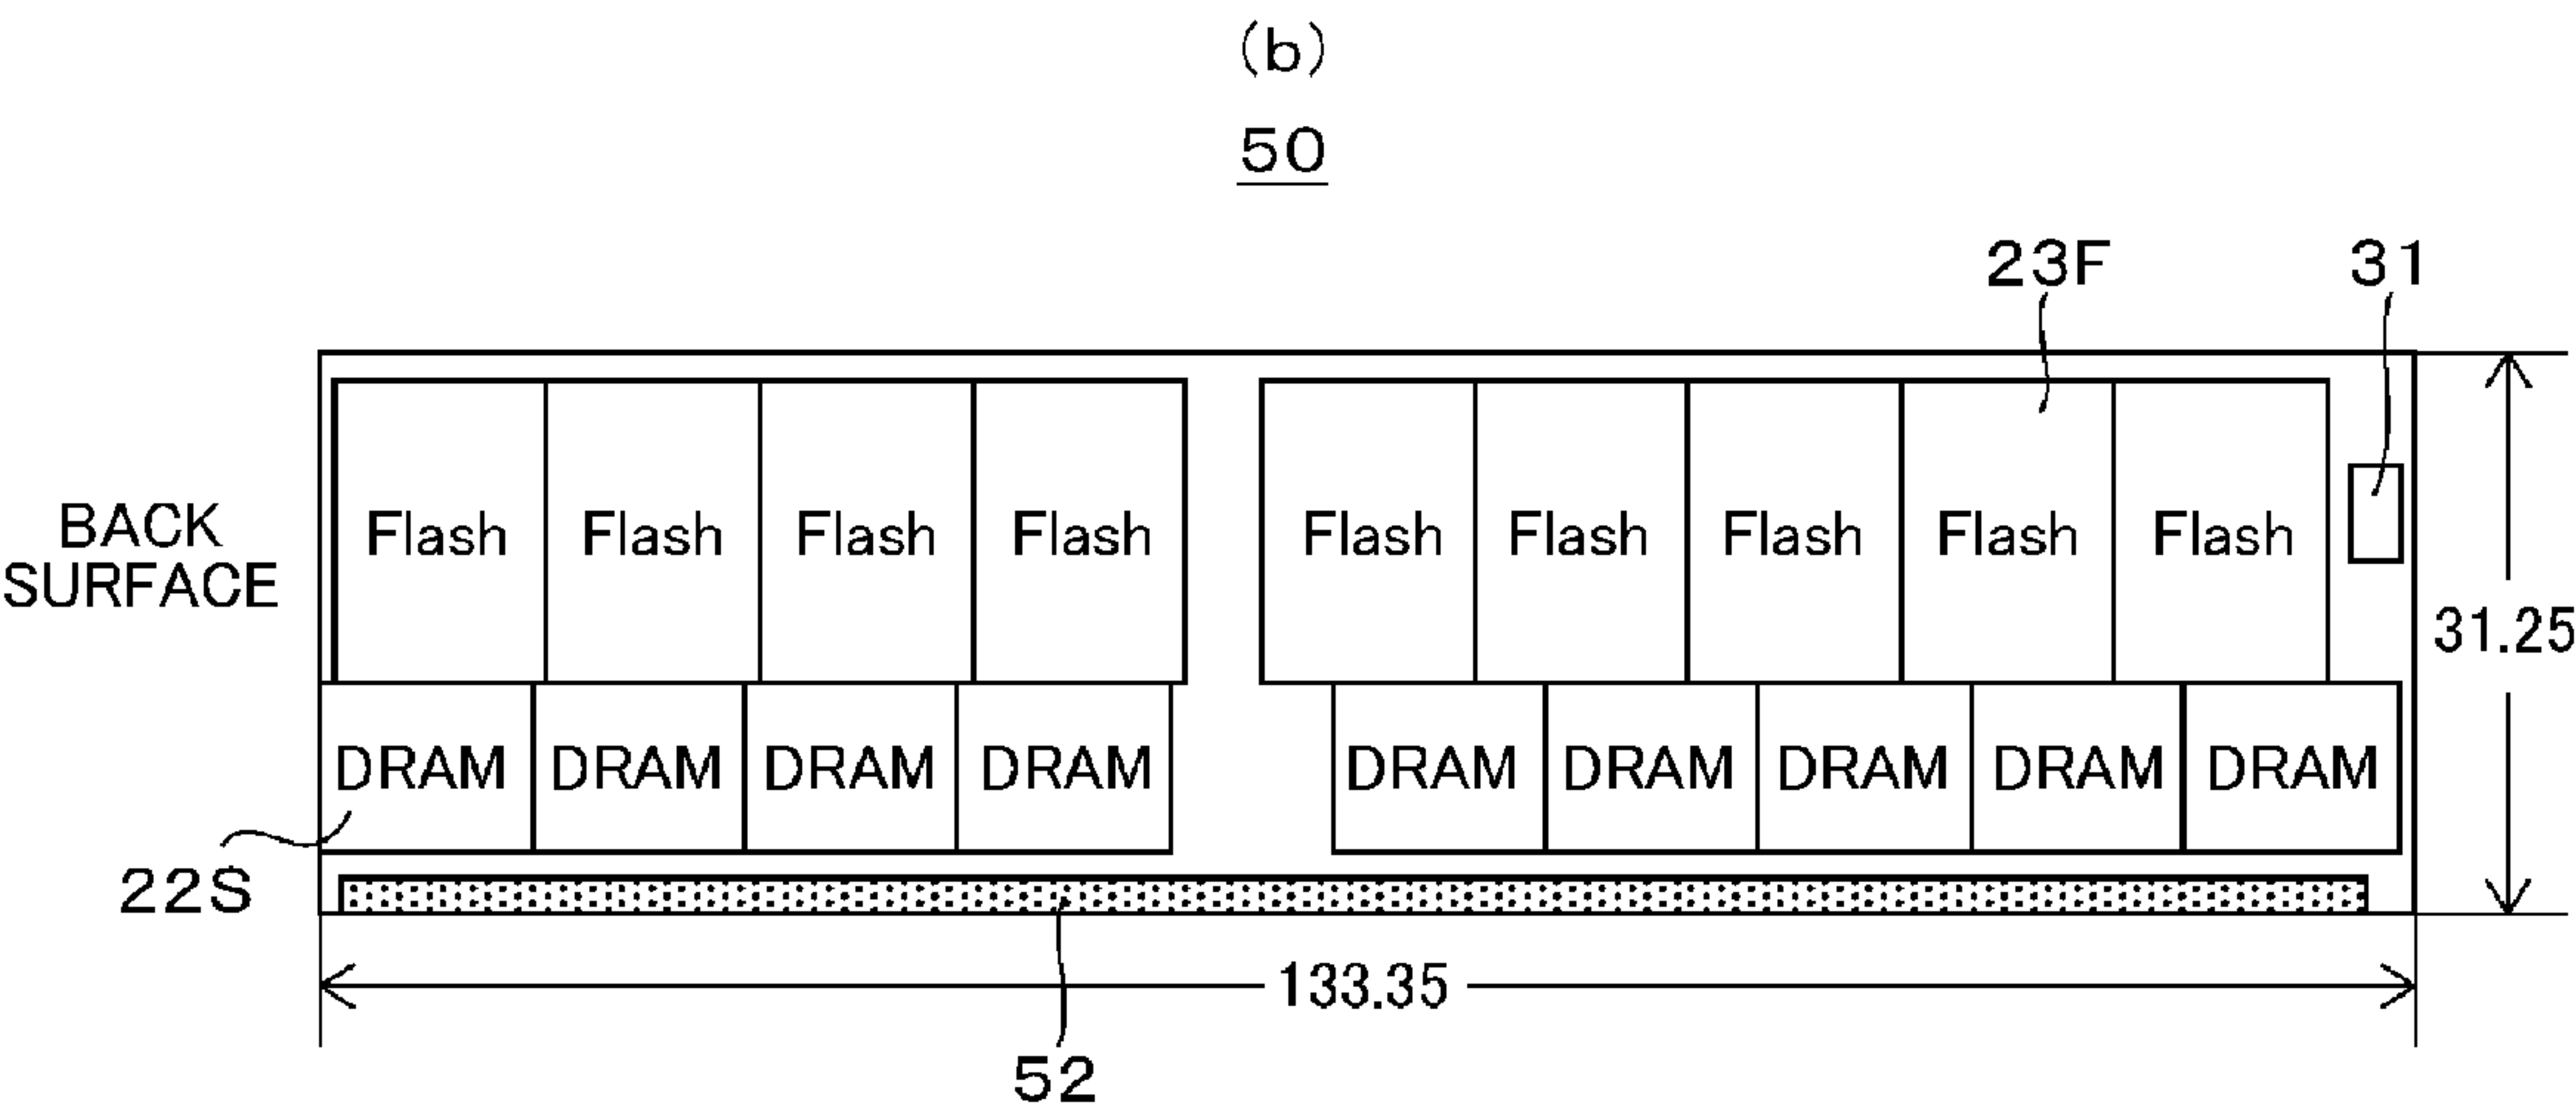 (b)
50
23F 31
BACK
SURFACE
Flash Flash Flash Flash Flash Flash Flash Flash Flash
31.25
DRAM DRAM DRAM DRAM DRAM DRAM DRAM DRAM DRAM
22S
133.35
52